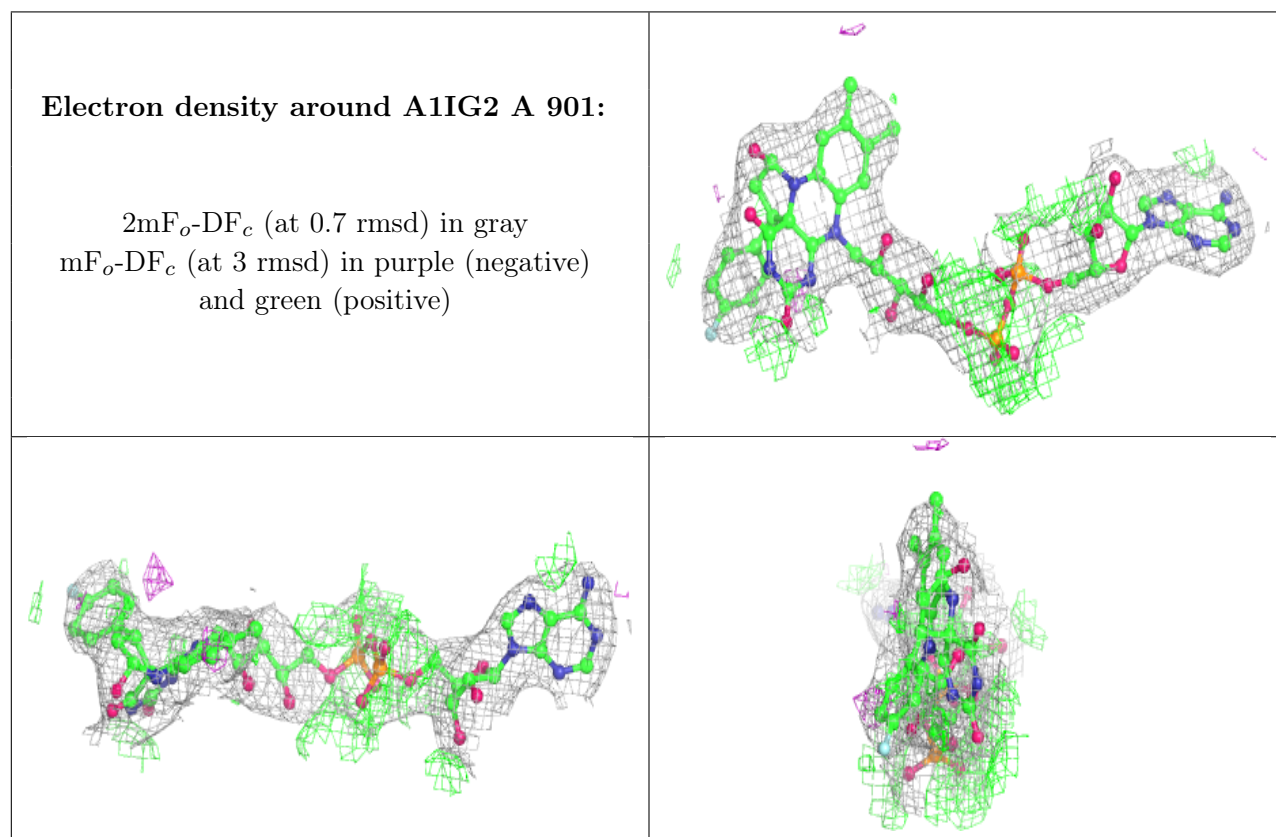 Electron density around A1IG2 A 901:
2mFₒ-DF𝒸 (at 0.7 rmsd) in gray
mFₒ-DF𝒸 (at 3 rmsd) in purple (negative)
and green (positive)